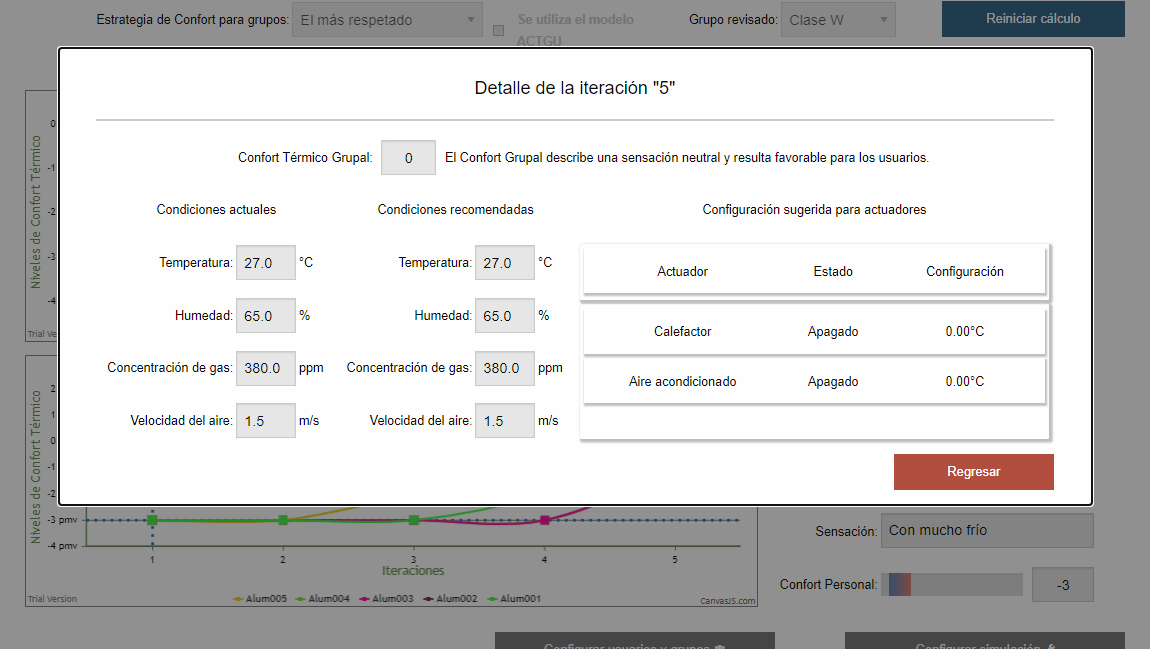 Estrategia de Confort para grupos: El más respetado Se utiliza el modelo ACTGU Grupo revisado: Clase W Reiniciar cálculo
Detalle de la iteración "5"
Confort Térmico Grupal: 0 El Confort Grupal describe una sensación neutral y resulta favorable para los usuarios.
Condiciones actuales Condiciones recomendadas Configuración sugerida para actuadores
Temperatura: 27.0 °C Temperatura: 27.0 °C
Humedad: 65.0 % Humedad: 65.0 %
Concentración de gas: 380.0 ppm Concentración de gas: 380.0 ppm
Velocidad del aire: 1.5 m/s Velocidad del aire: 1.5 m/s
Actuador Estado Configuración
Calefactor Apagado 0.00°C
Aire acondicionado Apagado 0.00°C
Regresar
Niveles de Confort Térmico
0
-1
-2
-3
-4
Trial Ve
Niveles de Confort Térmico
2
1
0
-1
-2
-3 pmv
-4 pmv
1 2 3 4 5
Iteraciones
Alum005 Alum004 Alum003 Alum002 Alum001
Trial Version CanvasJS.com
Sensación: Con mucho frío
Confort Personal: -3
Configurar usuarios y grupos Configurar simulación